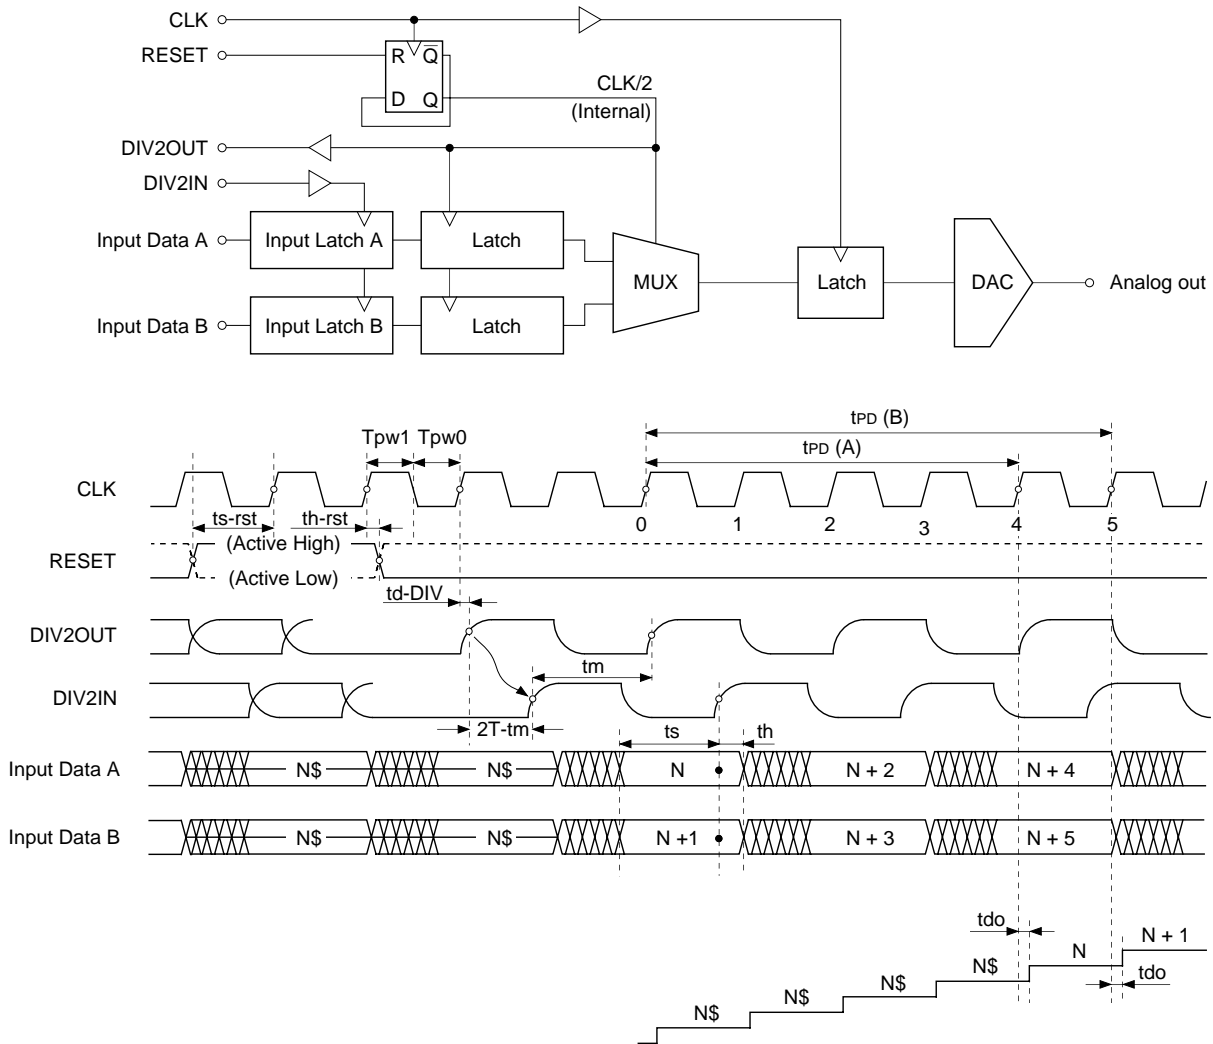 CLK
RESET
R Q
D Q
CLK/2
(Internal)
DIV2OUT
DIV2IN
Input Data A
Input Latch A
Latch
MUX
Latch
DAC
Analog out
Input Data B
Input Latch B
Latch
tPD (B)
Tpw1
Tpw0
tPD (A)
CLK
ts-rst
th-rst
0
1
2
3
4
5
RESET
(Active High)
(Active Low)
td-DIV
DIV2OUT
tm
DIV2IN
2T-tm
ts
th
Input Data A
N$
N$
N
N + 2
N + 4
Input Data B
N$
N$
N +1
N + 3
N + 5
tdo
N + 1
N
N$
tdo
N$
N$
N$